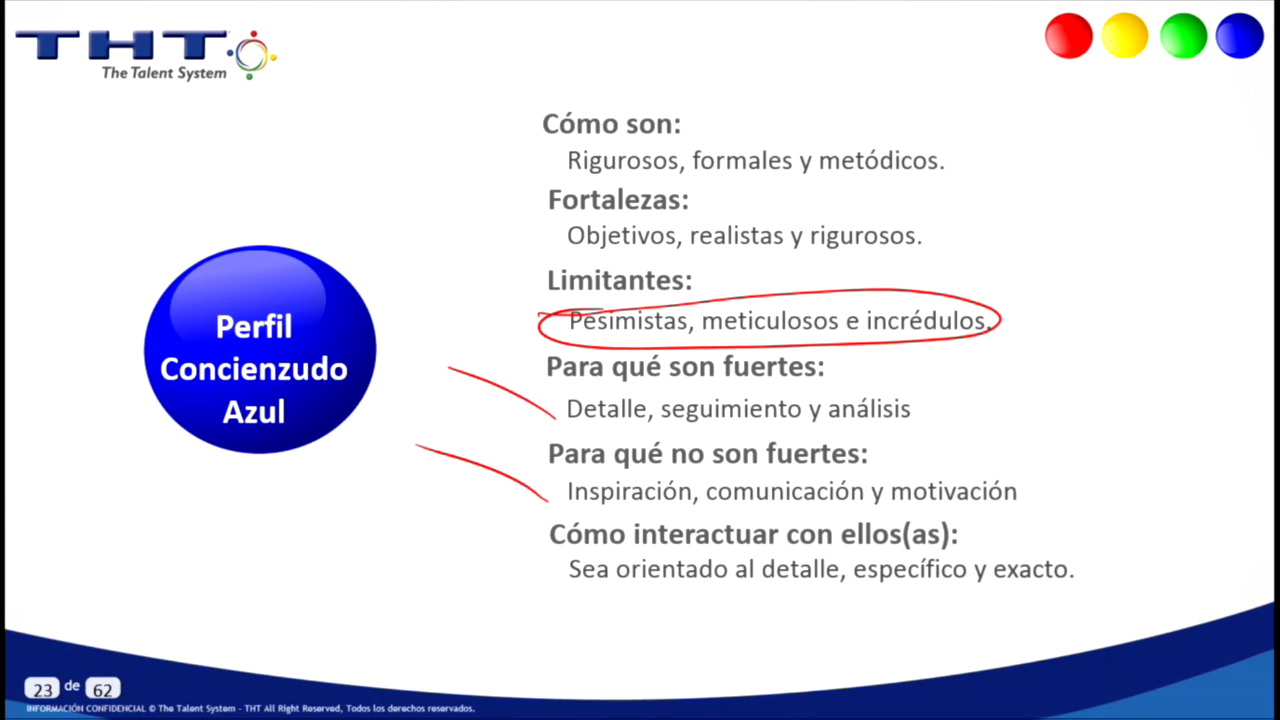 THT
The Talent System
Cómo son:
Rigurosos, formales y metódicos.
Fortalezas:
Objetivos, realistas y rigurosos.
Limitantes:
Pesimistas, meticulosos e incrédulos.
Para qué son fuertes:
Detalle, seguimiento y análisis
Para qué no son fuertes:
Inspiración, comunicación y motivación
Cómo interactuar con ellos(as):
Sea orientado al detalle, específico y exacto.
Perfil
Concienzudo
Azul
23 de 62
INFORMACIÓN CONFIDENCIAL © The Talent System - THT All Right Reserved, Todos los derechos reservados.